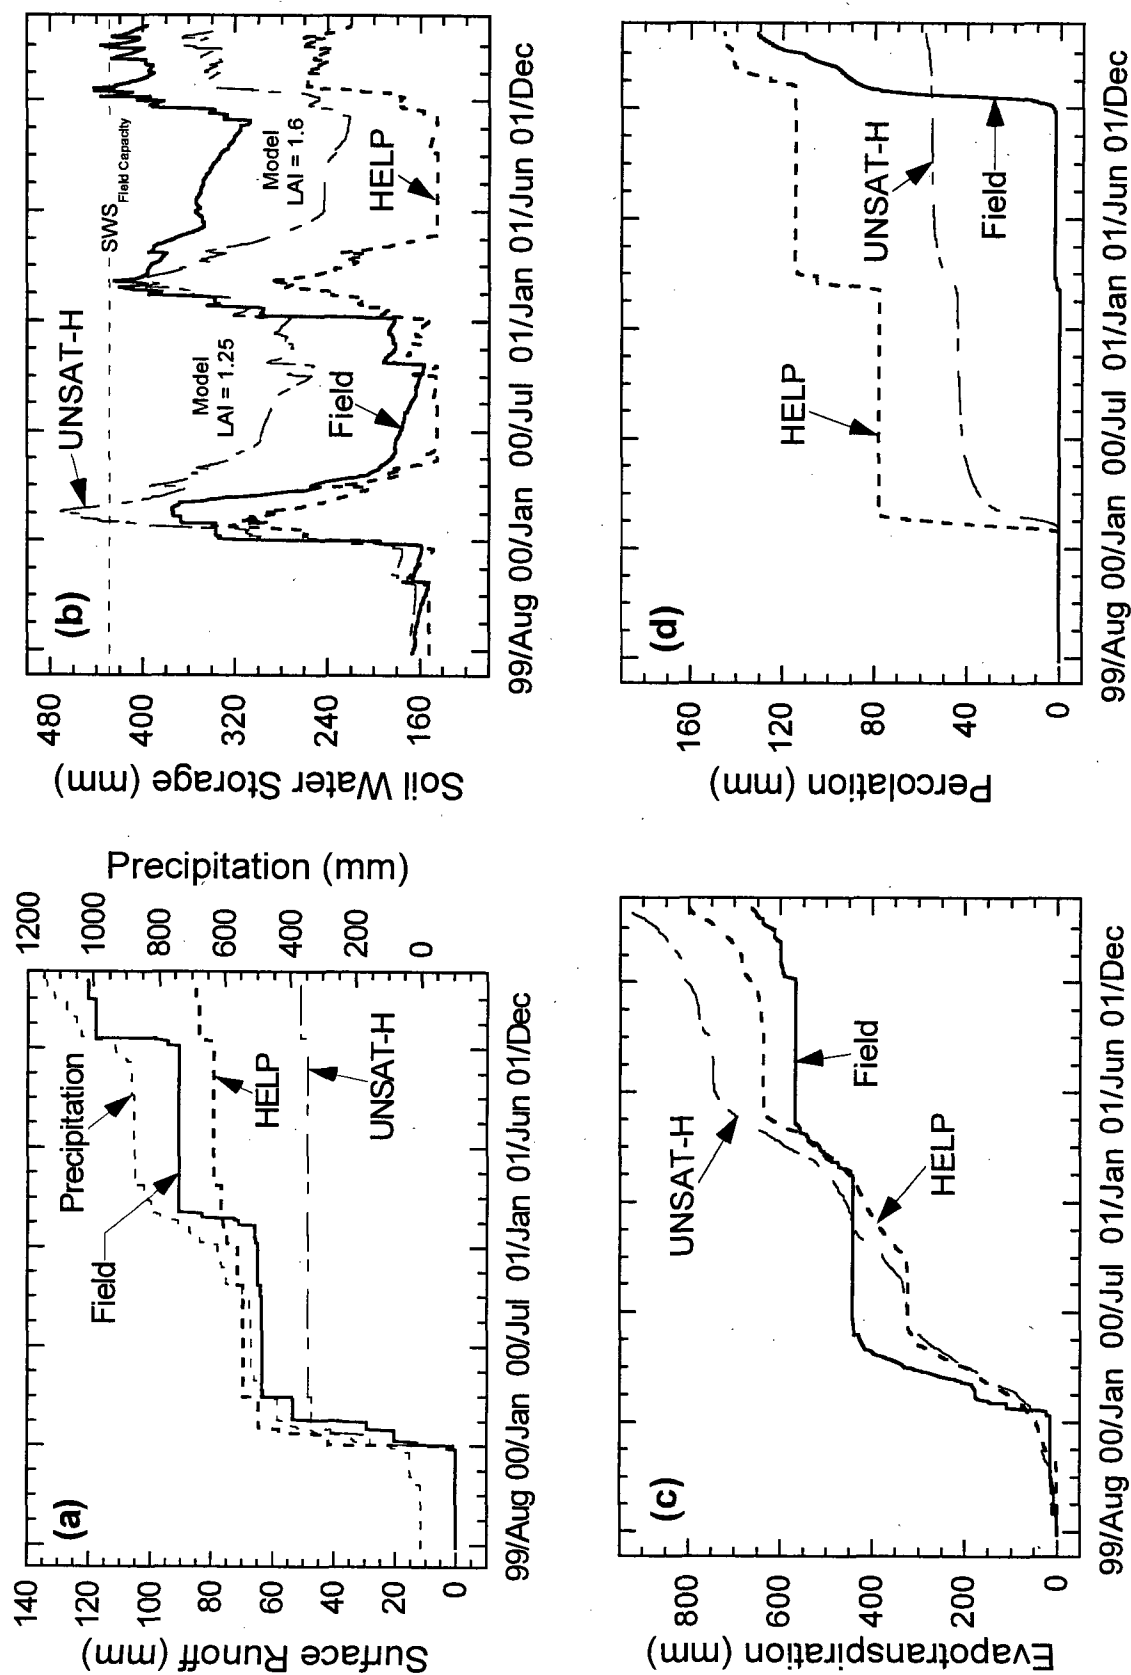 (a)
Surface Runoff (mm)
140
120
100
80
60
40
20
0
Precipitation (mm)
1200
1000
800
600
400
200
0
Precipitation
Field
HELP
UNSAT-H
99/Aug 00/Jan 00/Jul 01/Jan 01/Jun 01/Dec
(b)
Soil Water Storage (mm)
480
400
320
240
160
UNSAT-H
SWS Field Capacity
Model
LAI = 1.25
Model
LAI = 1.6
Field
HELP
99/Aug 00/Jan 00/Jul 01/Jan 01/Jun 01/Dec
(c)
Evapotranspiration (mm)
800
600
400
200
0
UNSAT-H
Field
HELP
99/Aug 00/Jan 00/Jul 01/Jan 01/Jun 01/Dec
(d)
Percolation (mm)
160
120
80
40
0
HELP
UNSAT-H
Field
99/Aug 00/Jan 00/Jul 01/Jan 01/Jun 01/Dec